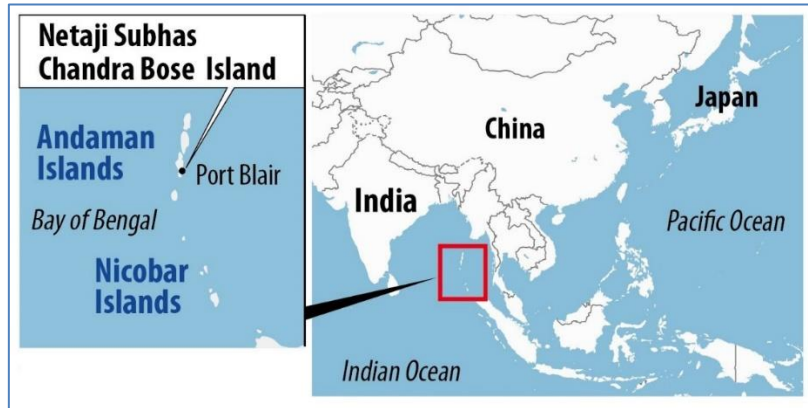 Netaji Subhas
Chandra Bose Island
Andaman
Islands
Port Blair
Bay of Bengal
Nicobar
Islands
China
Japan
India
Pacific Ocean
Indian Ocean